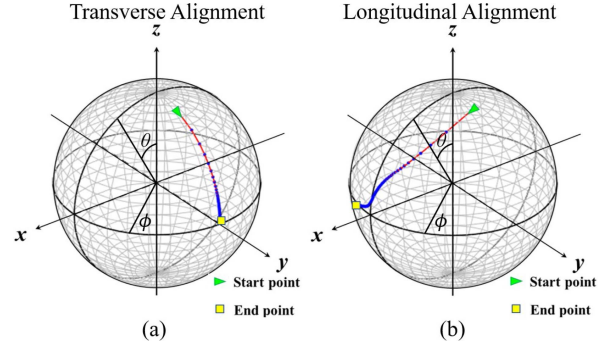 Transverse Alignment
Longitudinal Alignment
z
z
θ
θ
ϕ
ϕ
x
y
x
y
Start point
Start point
End point
End point
(a)
(b)